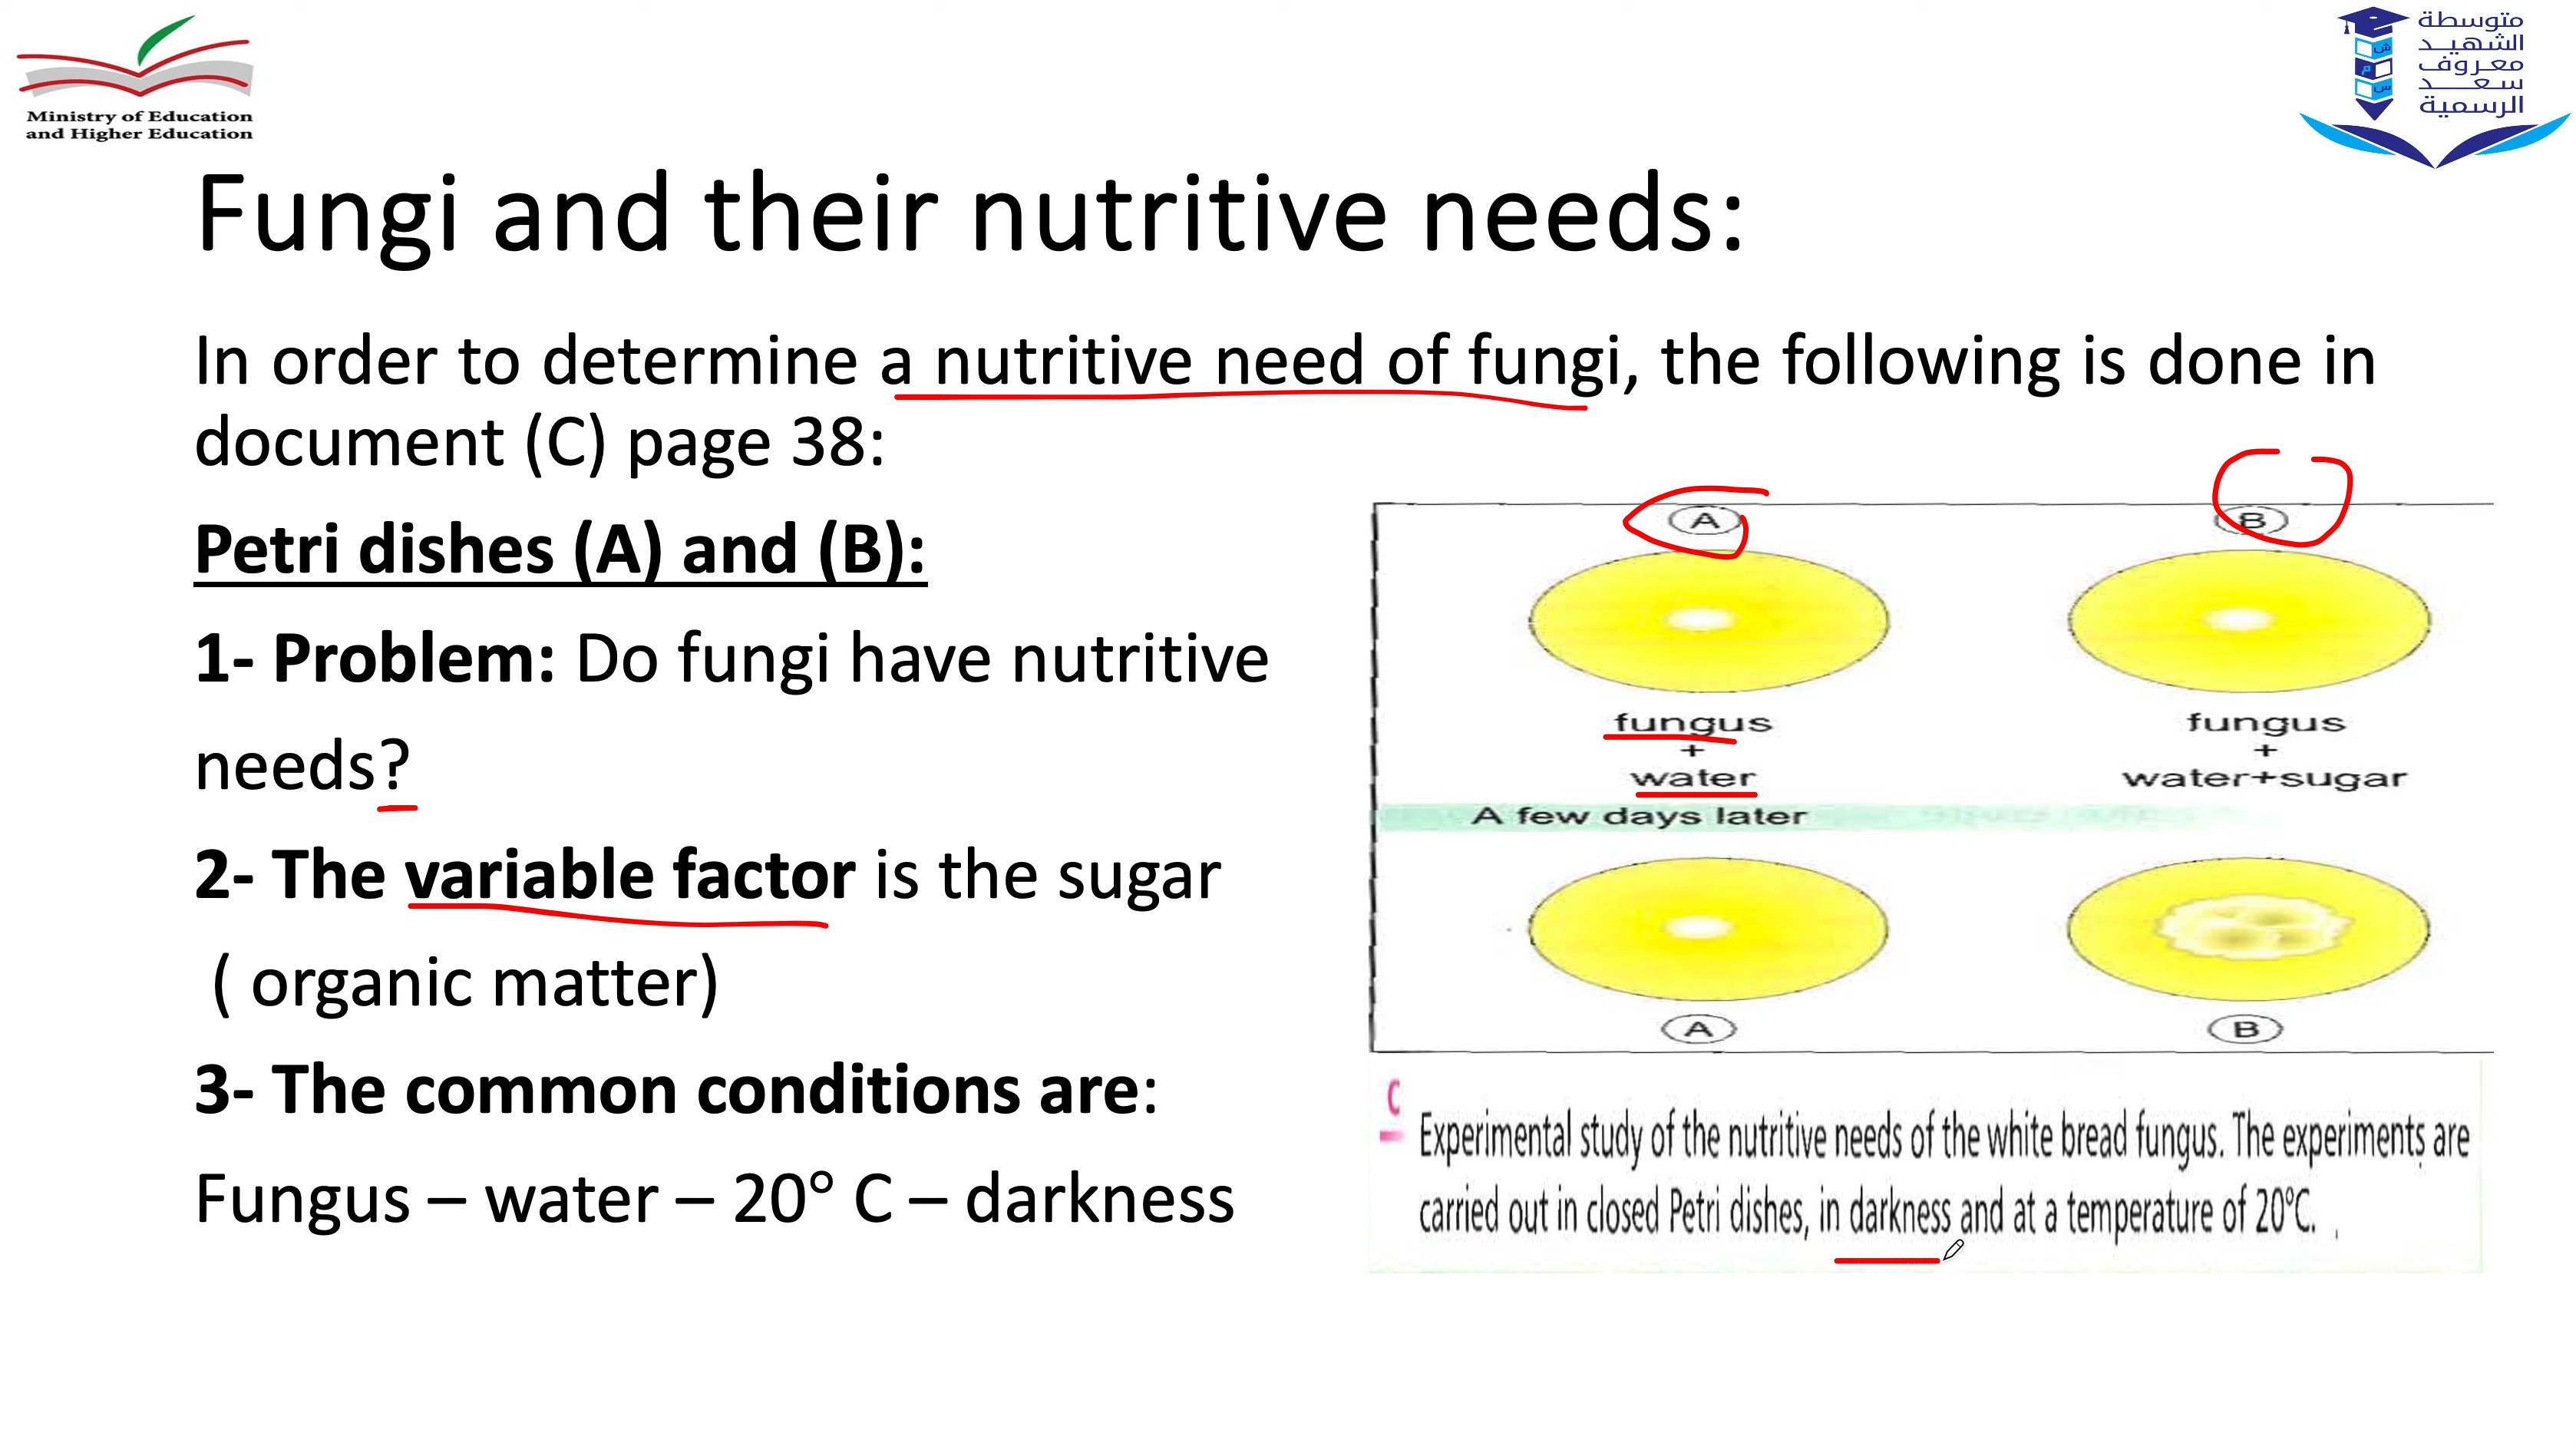 Ministry of Education
and Higher Education
متوسطة
الشهيد
معروف
سعد
الرسمية
ش
م
س
Fungi and their nutritive needs:
In order to determine a nutritive need of fungi, the following is done in
document (C) page 38:
Petri dishes (A) and (B):
1- Problem: Do fungi have nutritive
needs?
2- The variable factor is the sugar
( organic matter)
3- The common conditions are:
Fungus – water – 20° C – darkness
A
B
fungus
+
water
fungus
+
water+sugar
A few days later
A
B
C
Experimental study of the nutritive needs of the white bread fungus. The experiments are
carried out in closed Petri dishes, in darkness and at a temperature of 20°C.